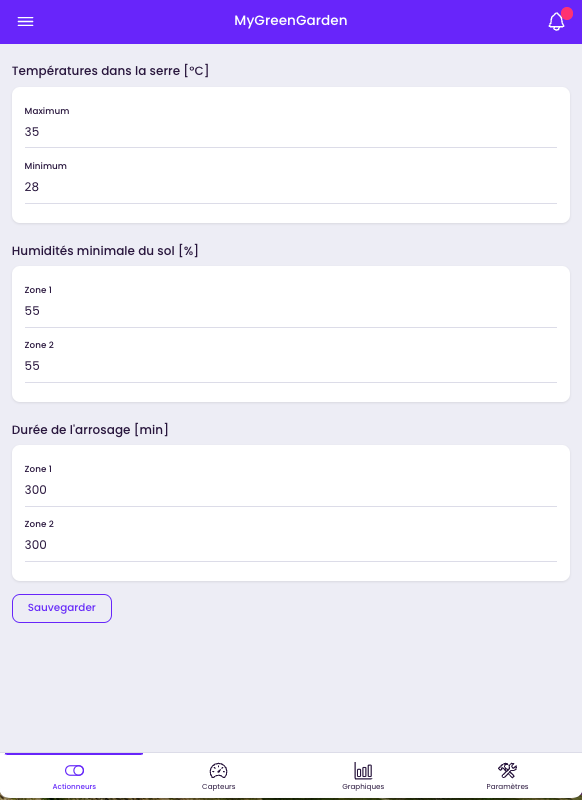 MyGreenGarden
Températures dans la serre [°C]
Maximum
35
Minimum
28
Humidités minimale du sol [%]
Zone 1
55
Zone 2
55
Durée de l'arrosage [min]
Zone 1
300
Zone 2
300
Sauvegarder
Actionneurs
Capteurs
Graphiques
Paramètres